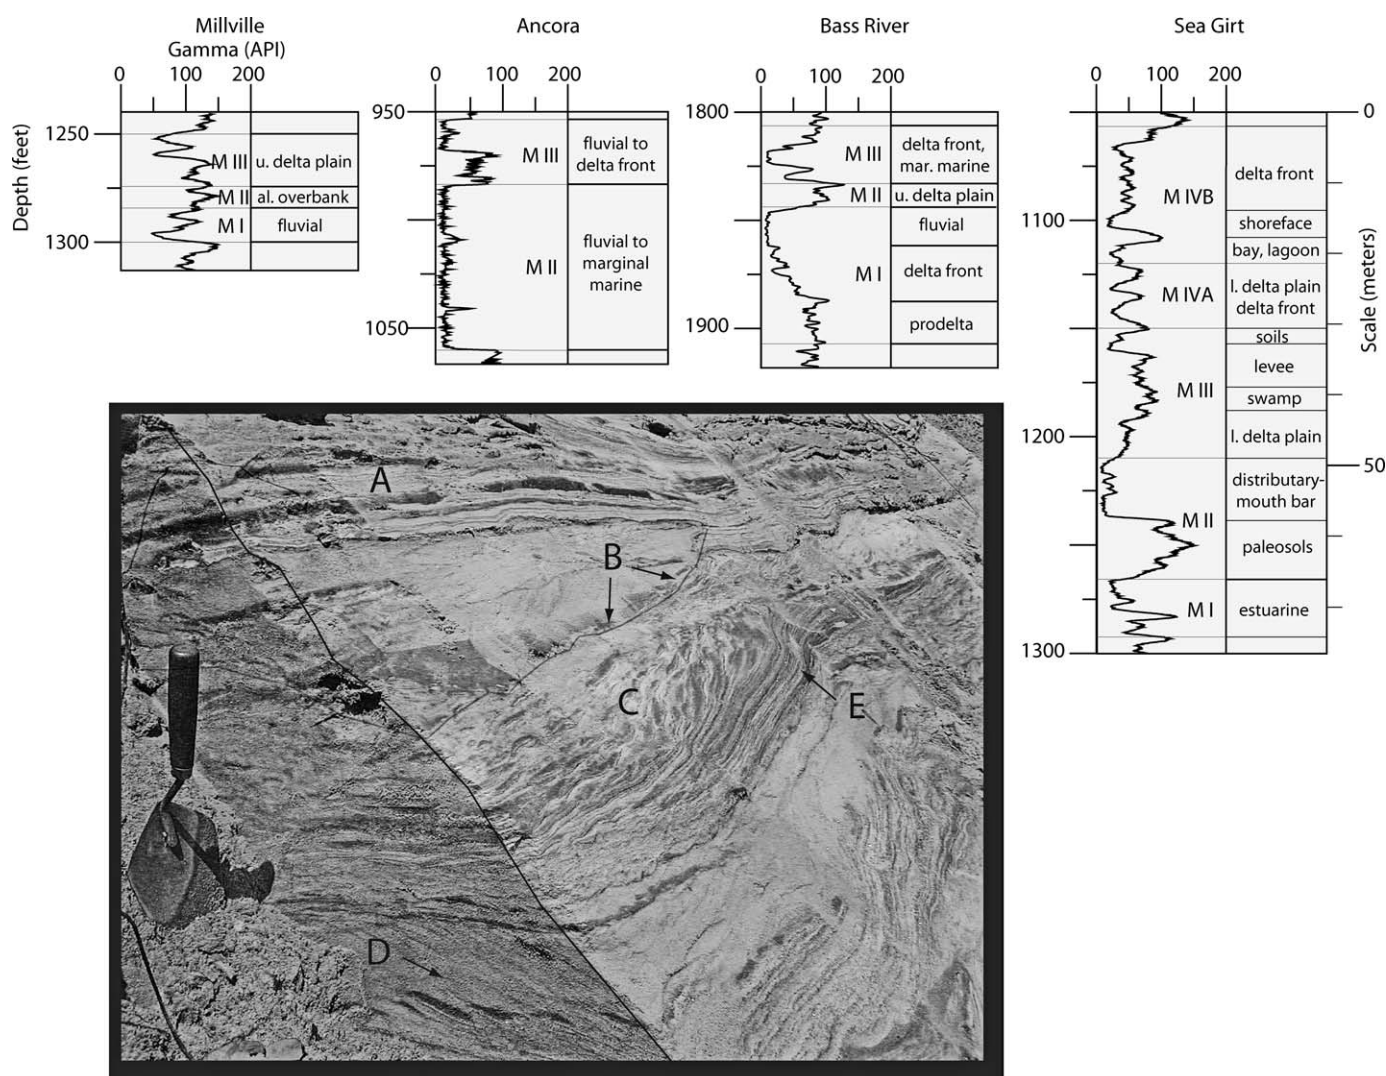 Millville
Gamma (API)
0 100 200
Depth (feet)
1250
1300
M III
u. delta plain
M II
al. overbank
M I
fluvial
Ancora
0 100 200
950
1050
M III
fluvial to
delta front
M II
fluvial to
marginal
marine
Bass River
0 100 200
1800
1900
M III
delta front,
mar. marine
M II
u. delta plain
fluvial
M I
delta front
prodelta
Sea Girt
0 100 200
1100
1200
1300
M IVB
delta front
shoreface
bay, lagoon
M IVA
l. delta plain
delta front
soils
levee
M III
swamp
l. delta plain
distributary-
mouth bar
M II
paleosols
M I
estuarine
0
50
Scale (meters)
A
B
C
E
D